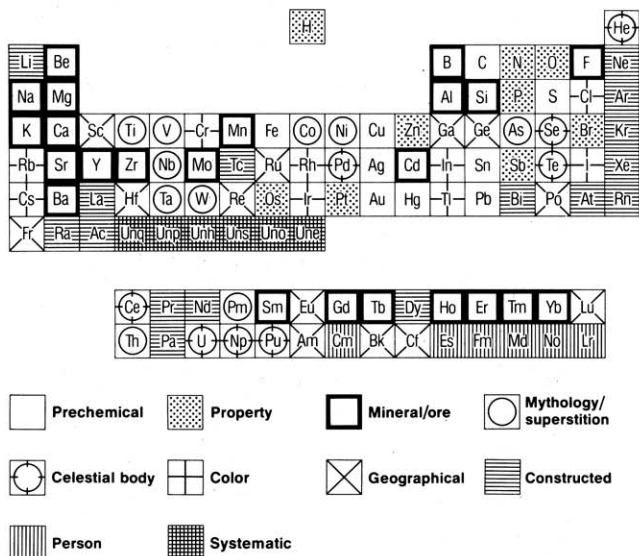 H He
Li Be B C N O F Ne
Na Mg Al Si P S Cl Ar
K Ca Sc Ti V Cr Mn Fe Co Ni Cu Zn Ga Ge As Se Br Kr
Rb Sr Y Zr Nb Mo Tc Ru Rh Pd Ag Cd In Sn Sb Te I Xe
Cs Ba La Hf Ta W Re Os Ir Pt Au Hg Tl Pb Bi Po At Rn
Fr Ra Ac Unq Unp Unh Uns Uno Une
Ce Pr Nd Pm Sm Eu Gd Tb Dy Ho Er Tm Yb Lu
Th Pa U Np Pu Am Cm Bk Cf Es Fm Md No Lr
Prechemical Property Mineral/ore Mythology/
superstition
Celestial body Color Geographical Constructed
Person Systematic